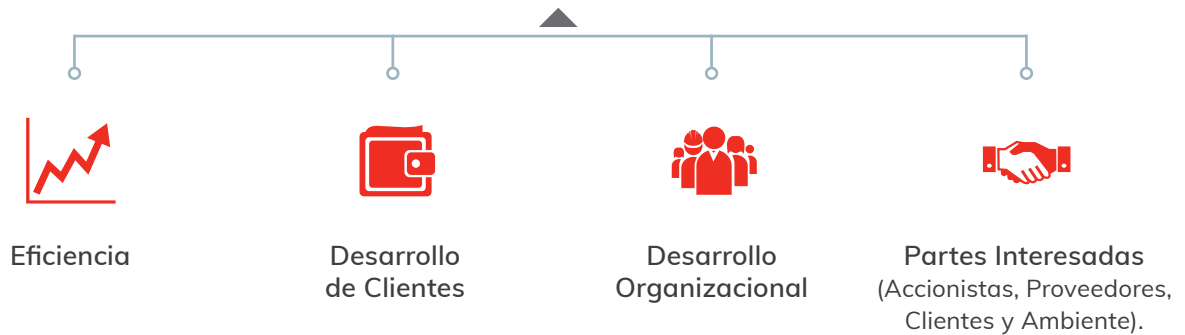 Eficiencia
Desarrollo
de Clientes
Desarrollo
Organizacional
Partes Interesadas
(Accionistas, Proveedores,
Clientes y Ambiente).